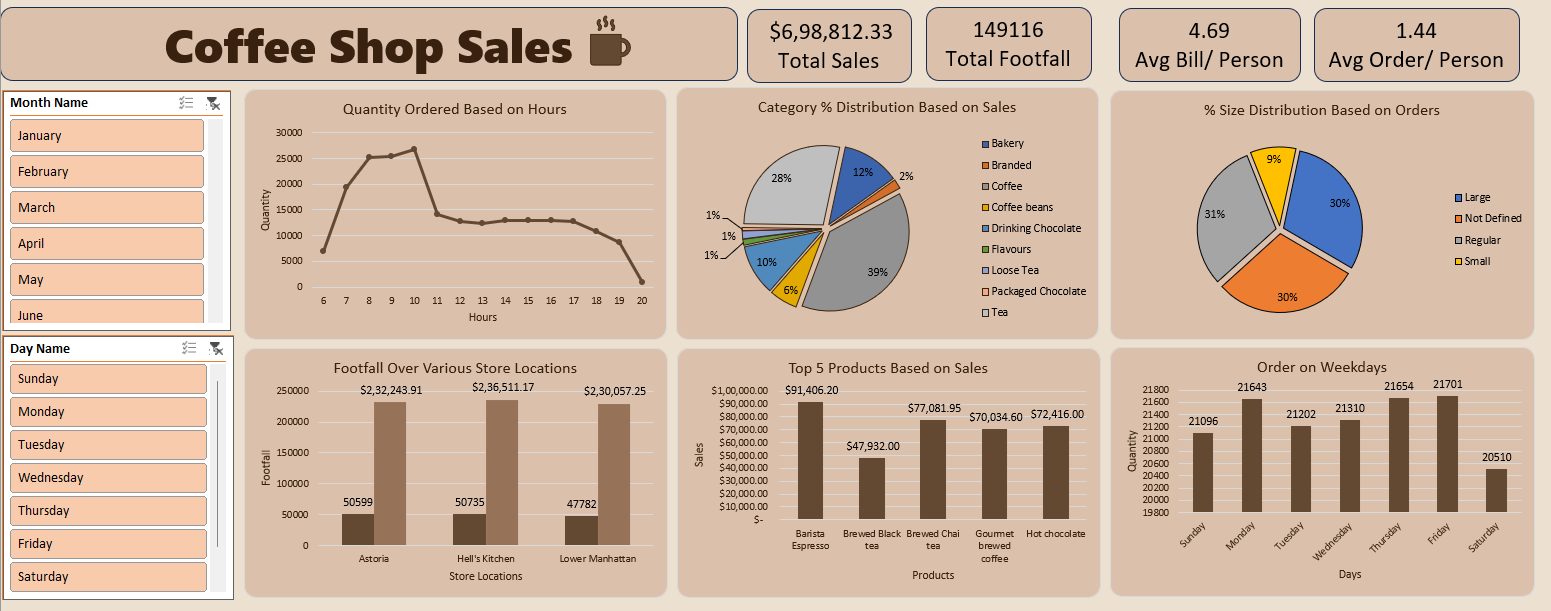 Coffee Shop Sales
$6,98,812.33
Total Sales
149116
Total Footfall
4.69
Avg Bill/ Person
1.44
Avg Order/ Person
Month Name
January
February
March
April
May
June
Day Name
Sunday
Monday
Tuesday
Wednesday
Thursday
Friday
Saturday
Quantity Ordered Based on Hours
30000
25000
20000
15000
10000
5000
0
Quantity
6 7 8 9 10 11 12 13 14 15 16 17 18 19 20
Hours
Category % Distribution Based on Sales
28%
12%
2%
39%
6%
10%
1%
1%
1%
Bakery
Branded
Coffee
Coffee beans
Drinking Chocolate
Flavours
Loose Tea
Packaged Chocolate
Tea
% Size Distribution Based on Orders
9%
30%
31%
30%
Large
Not Defined
Regular
Small
Footfall Over Various Store Locations
250000
200000
150000
100000
50000
0
Footfall
$2,32,243.91
$2,36,511.17
$2,30,057.25
50599
50735
47782
Astoria
Hell's Kitchen
Lower Manhattan
Store Locations
Top 5 Products Based on Sales
$1,00,000.00
$90,000.00
$80,000.00
$70,000.00
$60,000.00
$50,000.00
$40,000.00
$30,000.00
$20,000.00
$10,000.00
$-
Sales
$91,406.20
$47,932.00
$77,081.95
$70,034.60
$72,416.00
Barista
Espresso
Brewed Black
tea
Brewed Chai
tea
Gourmet
brewed
coffee
Hot chocolate
Products
Order on Weekdays
21800
21600
21400
21200
21000
20800
20600
20400
20200
20000
19800
Quantity
21096
21643
21202
21310
21654
21701
20510
Sunday
Monday
Tuesday
Wednesday
Thursday
Friday
Saturday
Days